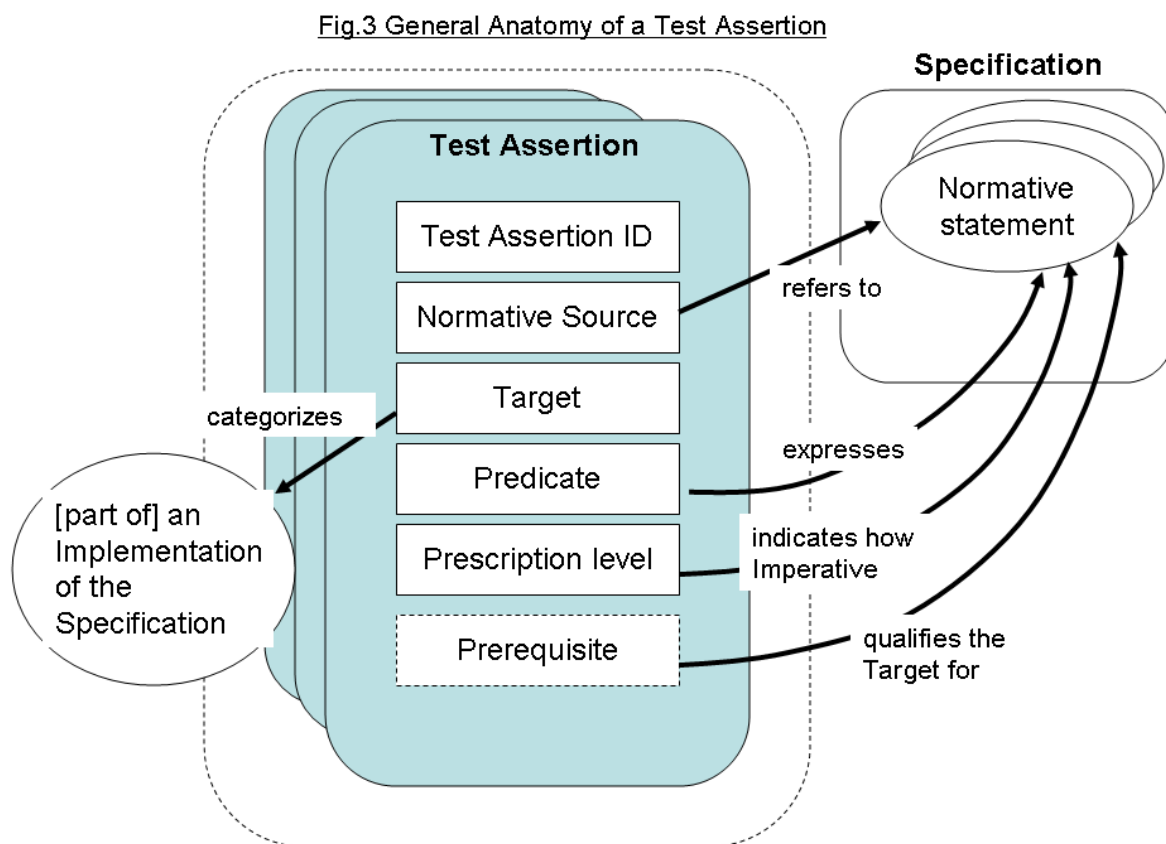 Fig.3 General Anatomy of a Test Assertion
Specification
Test Assertion
Normative
statement
Test Assertion ID
Normative Source
refers to
Target
categorizes
Predicate
expresses
[part of] an
Implementation
of the
Specification
Prescription level
indicates how
Imperative
Prerequisite
qualifies the
Target for